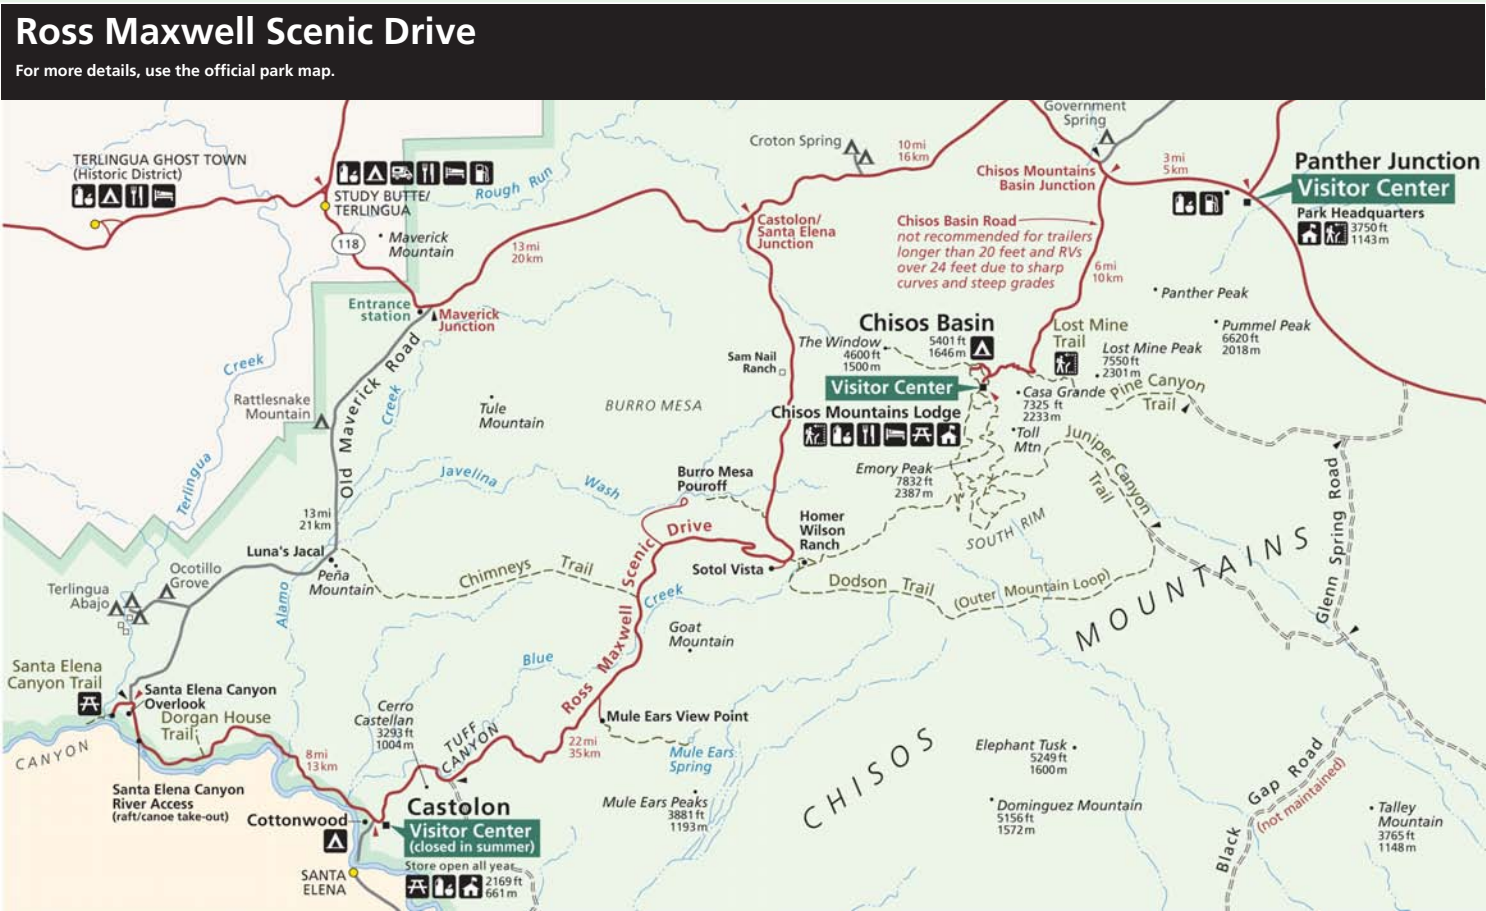 Ross Maxwell Scenic Drive
For more details, use the official park map.
Government
Spring
Croton Spring
10 mi
16 km
3 mi
5 km
Chisos Mountains
Basin Junction
Panther Junction
Visitor Center
Park Headquarters
3750 ft
1143 m
TERLINGUA GHOST TOWN
(Historic District)
STUDY BUTTE/
TERLINGUA
Rough Run
118
Maverick
Mountain
13 mi
20 km
Castolon/
Santa Elena
Junction
Chisos Basin Road
not recommended for trailers
longer than 20 feet and RVs
over 24 feet due to sharp
curves and steep grades
6 mi
10 km
Panther Peak
Entrance
station
Maverick
Junction
Chisos Basin
5401 ft
1646 m
The Window
4600 ft
1500 m
Lost Mine
Trail
Lost Mine Peak
7550 ft
2301 m
Pummel Peak
6620 ft
2018 m
Sam Nail
Ranch
Visitor Center
Chisos Mountains Lodge
Casa Grande
7325 ft
2233 m
Pine Canyon
Trail
Toll
Mtn
Juniper Canyon
Trail
Emory Peak
7832 ft
2387 m
SOUTH RIM
Terlingua
Creek
Rattlesnake
Mountain
Old Maverick Road
Alamo
Creek
Tule
Mountain
BURRO MESA
Javelina
Wash
Burro Mesa
Pouroff
13 mi
21 km
Luna's Jacal
Peña
Mountain
Chimneys Trail
Homer
Wilson
Ranch
Sotol Vista
Dodson Trail
(Outer Mountain Loop)
Glenn Spring Road
CHISOS MOUNTAINS
Ross Maxwell Scenic Drive
Blue
Creek
Goat
Mountain
Ocotillo
Grove
Terlingua
Abajo
Santa Elena
Canyon Trail
Santa Elena Canyon
Overlook
Dorgan House
Trail
CANYON
Santa Elena Canyon
River Access
(raft/canoe take-out)
8 mi
13 km
Cerro
Castellan
3293 ft
1004 m
TUFF
CANYON
22 mi
35 km
Mule Ears View Point
Mule Ears
Spring
Mule Ears Peaks
3881 ft
1193 m
Elephant Tusk
5249 ft
1600 m
Dominguez Mountain
5156 ft
1572 m
Black Gap Road
(not maintained)
Talley
Mountain
3765 ft
1148 m
Cottonwood
Castolon
Visitor Center
(closed in summer)
Store open all year
2169 ft
661 m
SANTA
ELENA